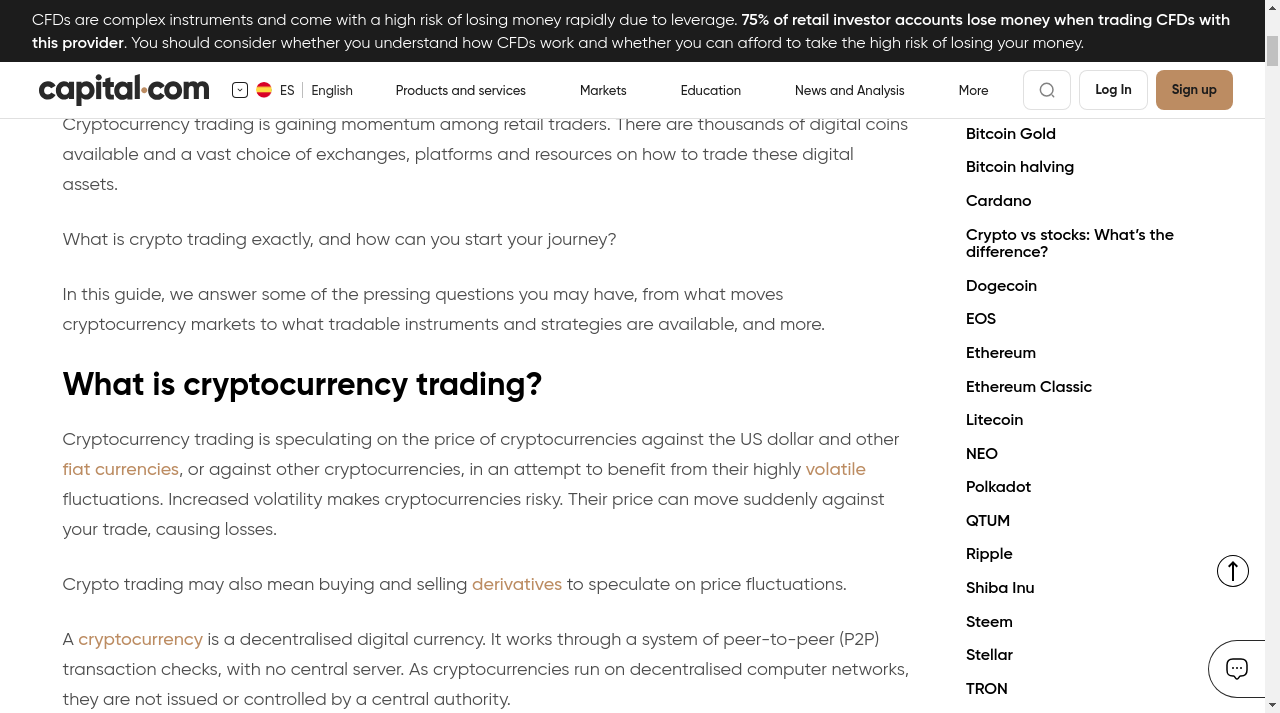 CFDs are complex instruments and come with a high risk of losing money rapidly due to leverage. 75% of retail investor accounts lose money when trading CFDs with
this provider. You should consider whether you understand how CFDs work and whether you can afford to take the high risk of losing your money.
capital.com
ES
English
Products and services
Markets
Education
News and Analysis
More
Log In
Sign up
Cryptocurrency trading is gaining momentum among retail traders. There are thousands of digital coins
available and a vast choice of exchanges, platforms and resources on how to trade these digital
assets.
What is crypto trading exactly, and how can you start your journey?
In this guide, we answer some of the pressing questions you may have, from what moves
cryptocurrency markets to what tradable instruments and strategies are available, and more.
What is cryptocurrency trading?
Cryptocurrency trading is speculating on the price of cryptocurrencies against the US dollar and other
fiat currencies, or against other cryptocurrencies, in an attempt to benefit from their highly volatile
fluctuations. Increased volatility makes cryptocurrencies risky. Their price can move suddenly against
your trade, causing losses.
Crypto trading may also mean buying and selling derivatives to speculate on price fluctuations.
A cryptocurrency is a decentralised digital currency. It works through a system of peer-to-peer (P2P)
transaction checks, with no central server. As cryptocurrencies run on decentralised computer networks,
they are not issued or controlled by a central authority.
Bitcoin Gold
Bitcoin halving
Cardano
Crypto vs stocks: What’s the
difference?
Dogecoin
EOS
Ethereum
Ethereum Classic
Litecoin
NEO
Polkadot
QTUM
Ripple
Shiba Inu
Steem
Stellar
TRON